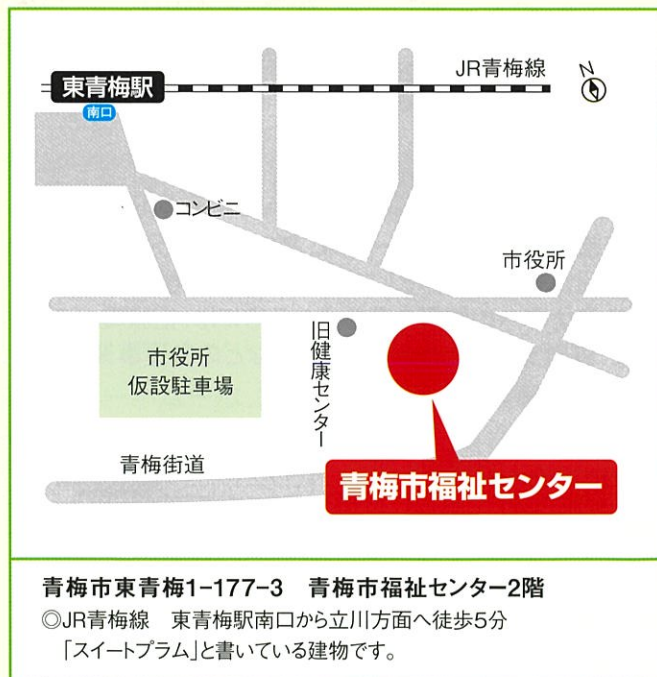 JR青梅線
N
東青梅駅
南口
コンビニ
市役所
旧健康センター
市役所
仮設駐車場
青梅街道
青梅市福祉センター
青梅市東青梅1-177-3　青梅市福祉センター2階
◎JR青梅線　東青梅駅南口から立川方面へ徒歩5分
「スイートプラム」と書いている建物です。